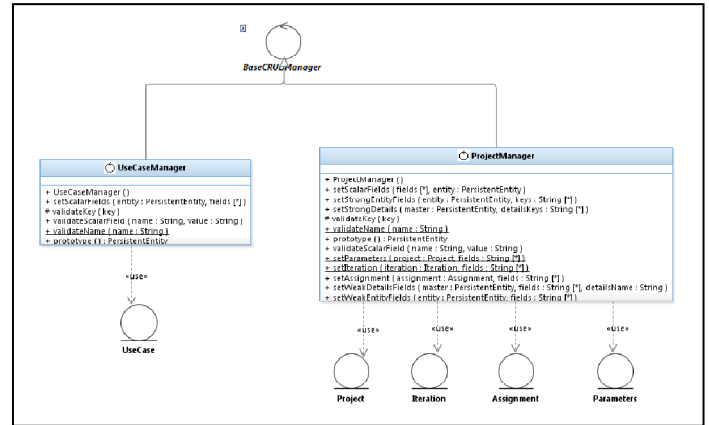 BaseCRUDManager
UseCaseManager
+ UseCaseManager ( )
+ setScalarFields ( entity : PersistentEntity, fields [*] )
# validateKey ( key )
+ validateScalarField ( name : String, value : String )
+ validateName ( name : String )
+ prototype ( ) : PersistentEntity
«use»
UseCase
ProjectManager
+ ProjectManager ( )
+ setScalarFields ( fields [*], entity : PersistentEntity )
+ setStrongEntityFields ( entity : PersistentEntity, keys : String [*] )
+ setStrongDetails ( master : PersistentEntity, detailsKeys : String [*] )
# validateKey ( key )
+ validateName ( name : String )
+ prototype ( ) : PersistentEntity
+ validateScalarField ( name : String, value : String )
+ setParameters ( project : Project, fields : String [*] )
+ setIteration ( iteration : Iteration, fields : String [*] )
+ setAssignment ( assignment : Assignment, fields : String [*] )
+ setWeakDetailsFields ( master : PersistentEntity, fields : String [*], detailsName : String )
+ setWeakEntityFields ( entity : PersistentEntity, fields : String [*] )
«use» «use» «use» «use»
Project Iteration Assignment Parameters